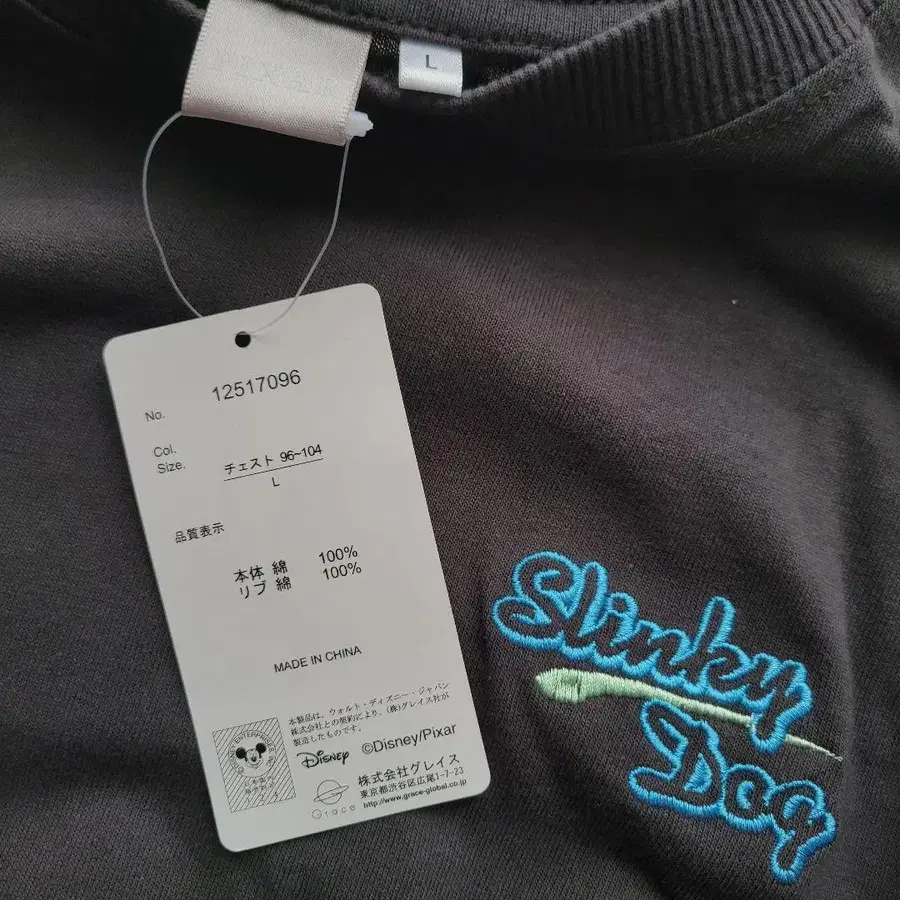 PIXAR
L
No. 12517096
Col.
Size. チェスト 96~104
L
品質表示
本体 綿 100%
リブ 綿 100%
MADE IN CHINA
本製品は、ウォルト・ディズニー・ジャパン
株式会社との契約により、(株)グレイス社が
製造したものです。
Disney ©Disney/Pixar
Grace
株式会社グレイス
東京都渋谷区広尾1-7-23
http://www.grace-global.co.jp
Slinky
Dog